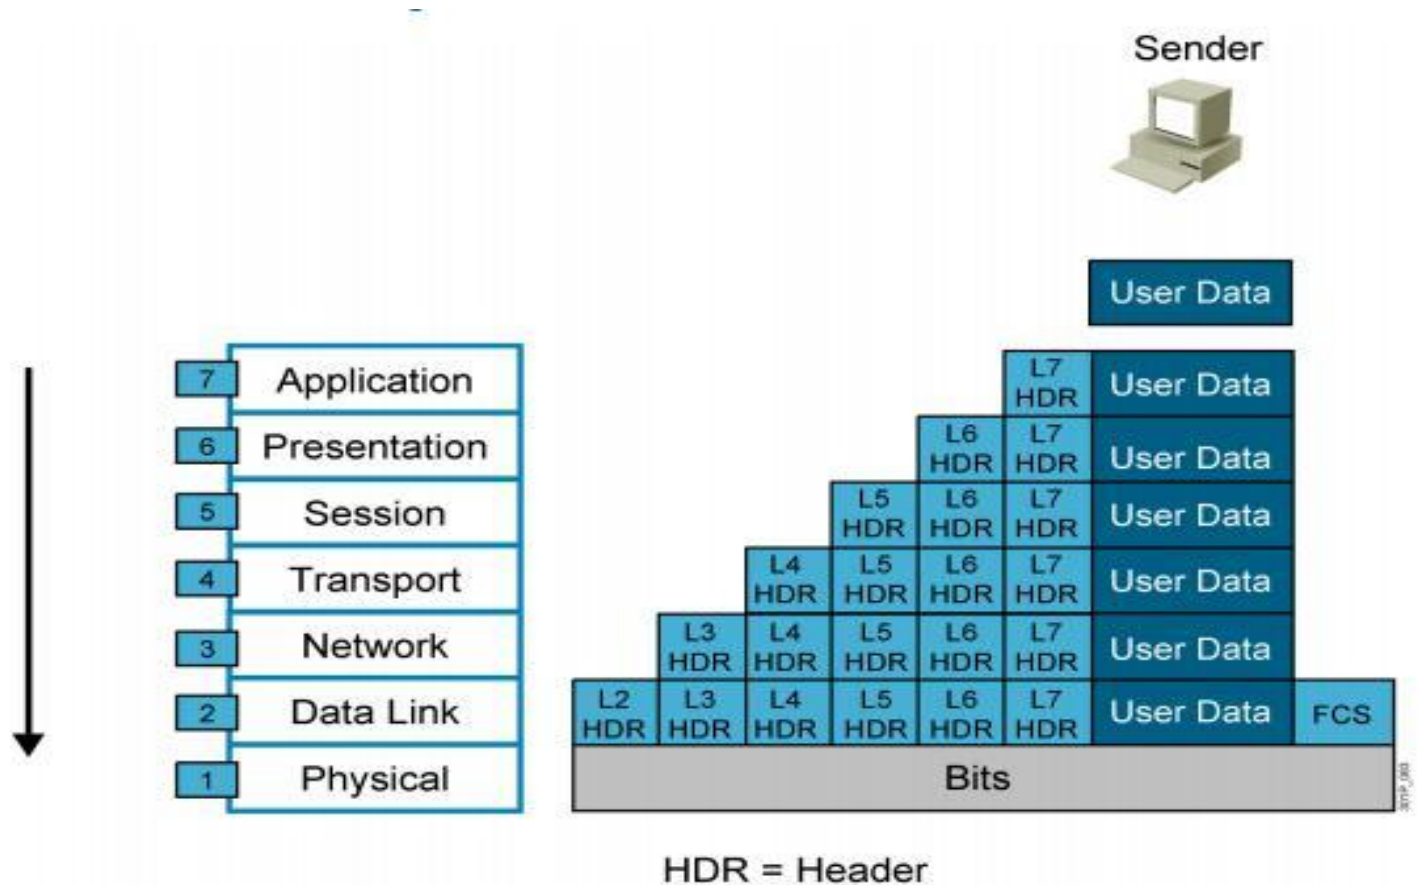 Sender
User Data
7 Application L7 HDR User Data
6 Presentation L6 HDR L7 HDR User Data
5 Session L5 HDR L6 HDR L7 HDR User Data
4 Transport L4 HDR L5 HDR L6 HDR L7 HDR User Data
3 Network L3 HDR L4 HDR L5 HDR L6 HDR L7 HDR User Data
2 Data Link L2 HDR L3 HDR L4 HDR L5 HDR L6 HDR L7 HDR User Data FCS
1 Physical Bits
HDR = Header